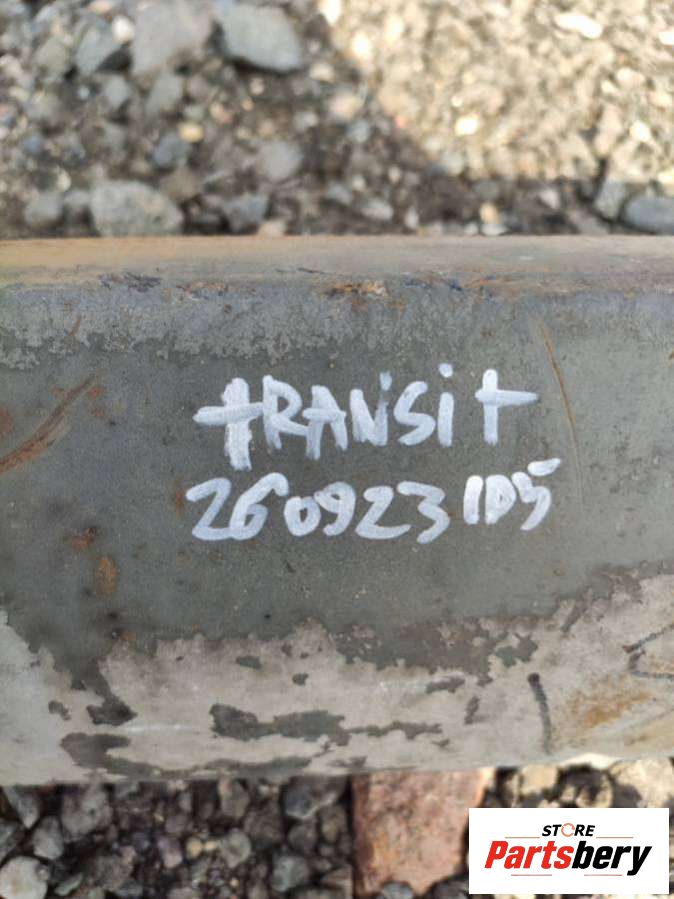 tRANSit
260923 ID5
STORE
Partsbery